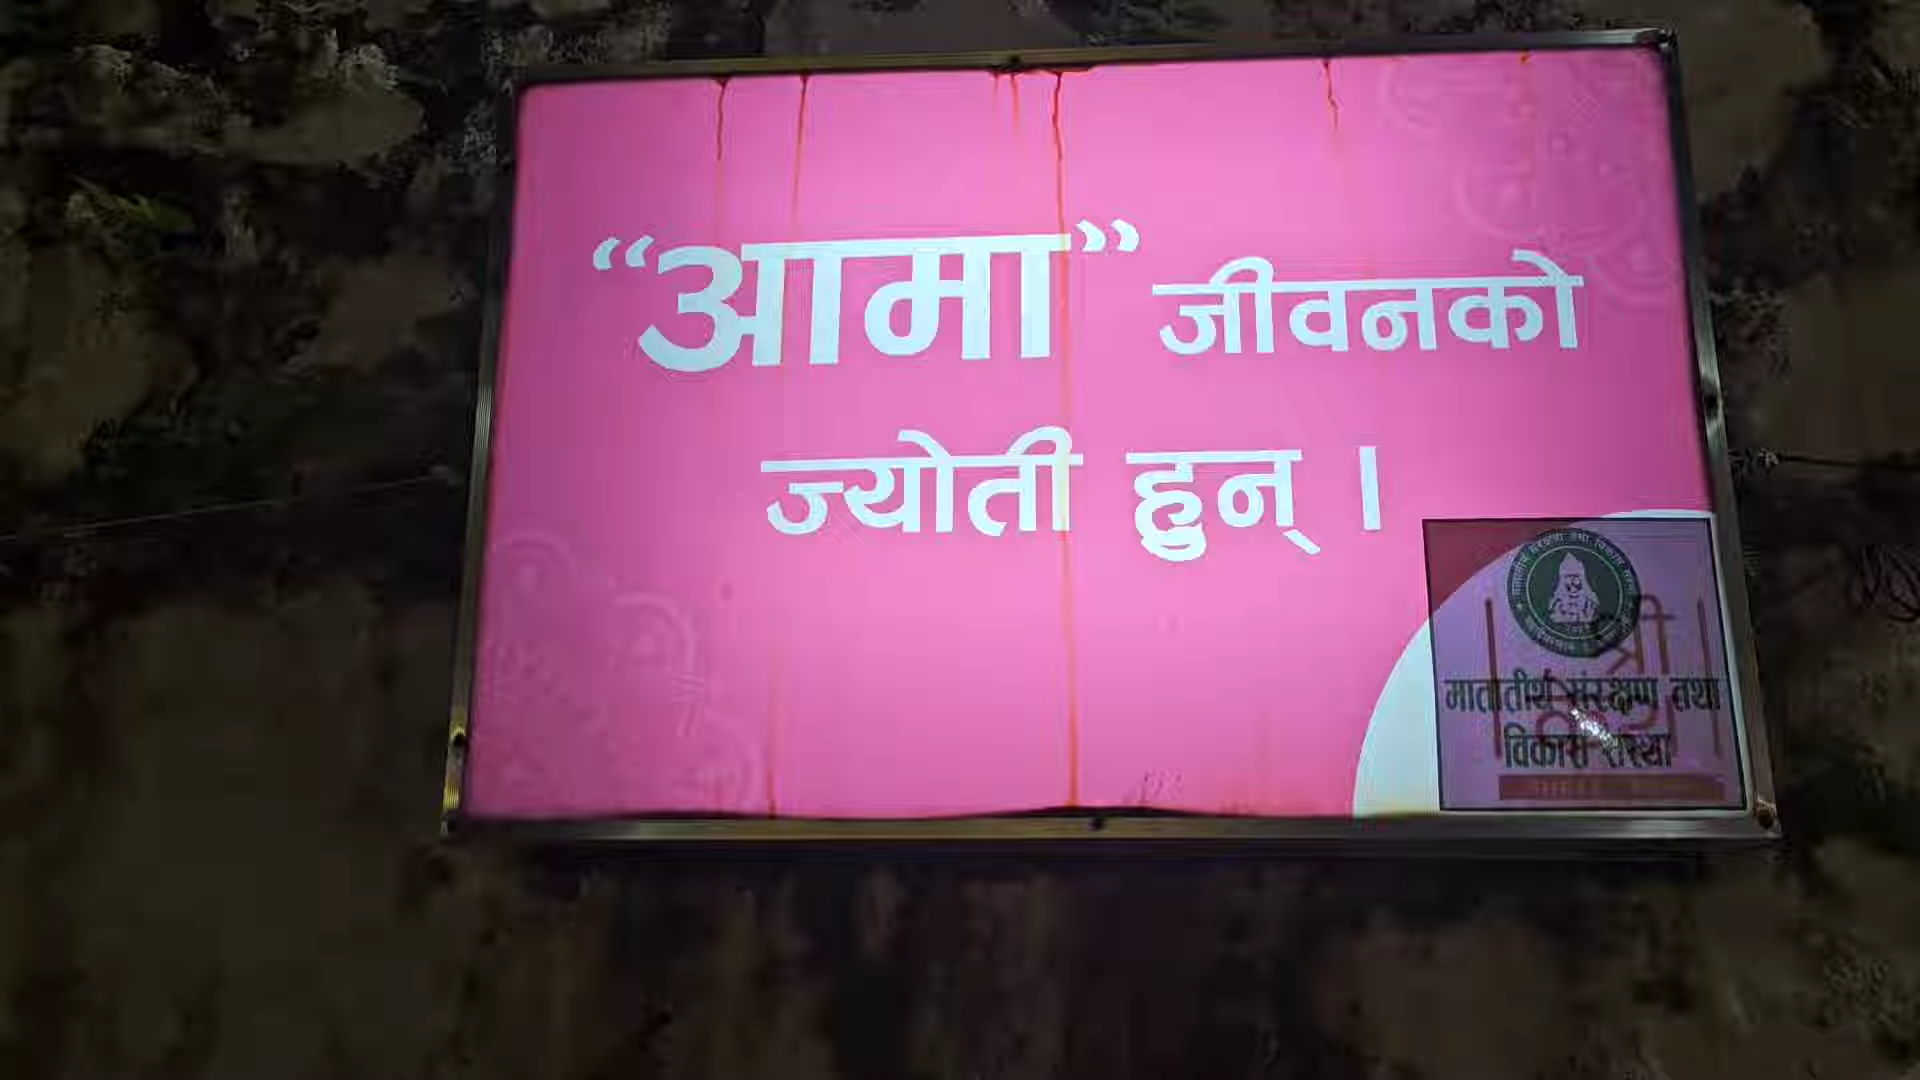 “आमा” जीवनको
ज्योती हुन् ।
मातातीर्थ संरक्षण तथा
विकास संस्था